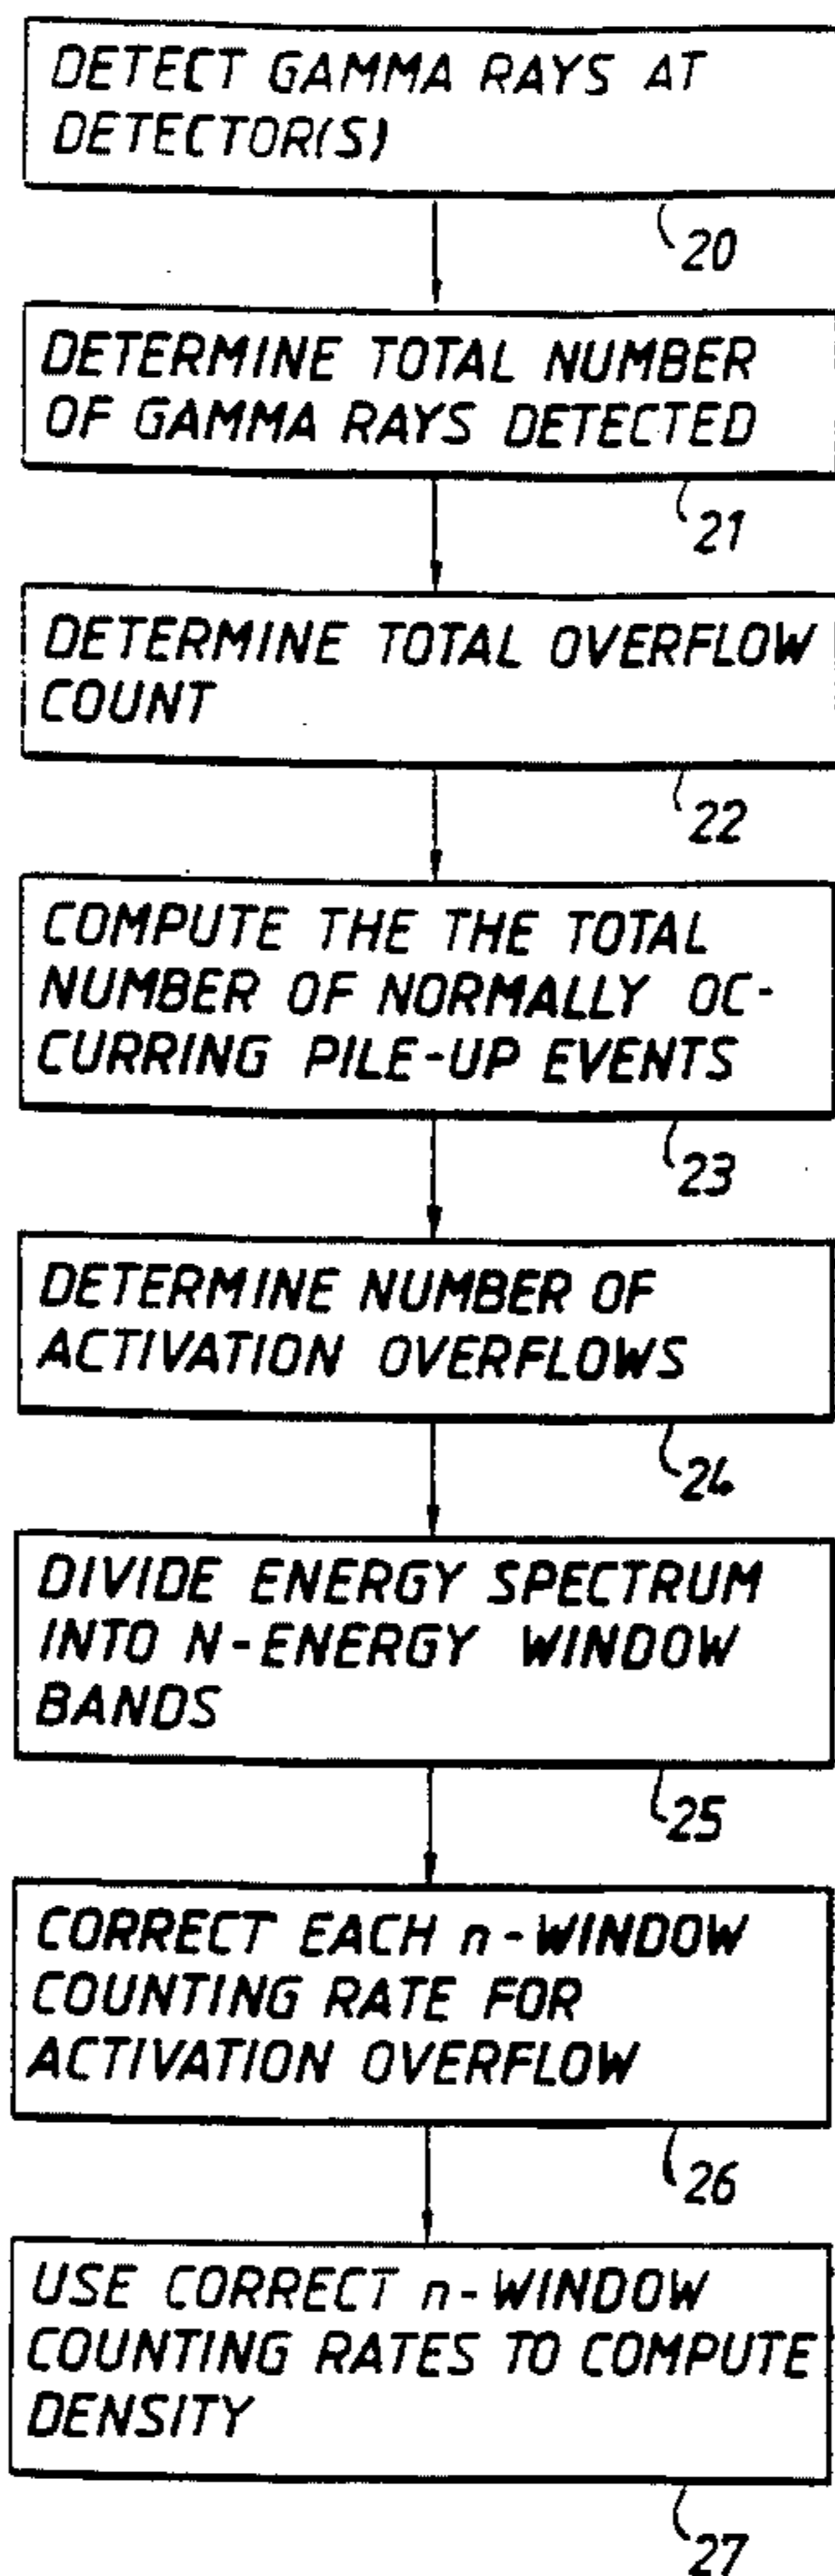 DETECT GAMMA RAYS AT
DETECTOR(S)
20
DETERMINE TOTAL NUMBER
OF GAMMA RAYS DETECTED
21
DETERMINE TOTAL OVERFLOW
COUNT
22
COMPUTE THE THE TOTAL
NUMBER OF NORMALLY OC-
CURRING PILE-UP EVENTS
23
DETERMINE NUMBER OF
ACTIVATION OVERFLOWS
24
DIVIDE ENERGY SPECTRUM
INTO N-ENERGY WINDOW
BANDS
25
CORRECT EACH n-WINDOW
COUNTING RATE FOR
ACTIVATION OVERFLOW
26
USE CORRECT n-WINDOW
COUNTING RATES TO COMPUTE
DENSITY
27